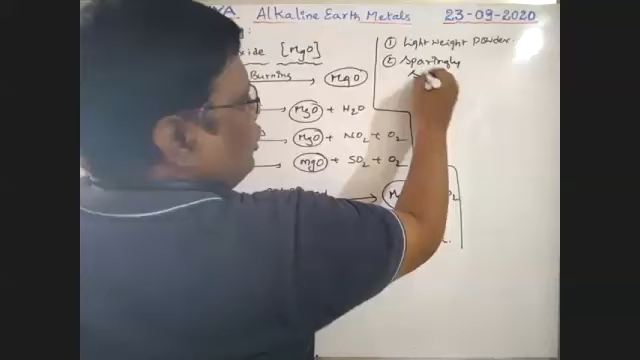 Alkaline Earth Metals 23-09-2020
oxide [MgO]
Burning
MgO
MgO + H2O
MgO + NO2 + O2
MgO + SO2 + O2
① Light weight powder.
② Sparingly